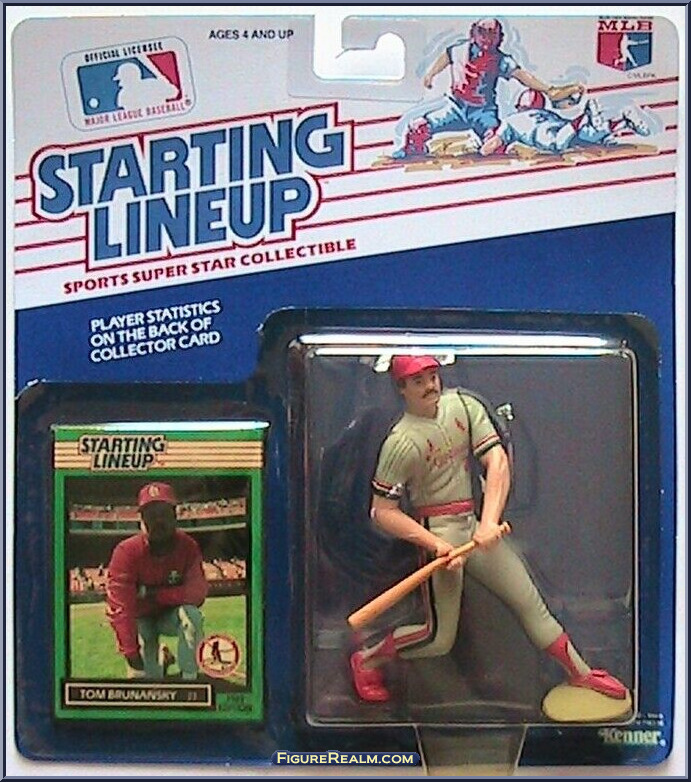 OFFICIAL LICENSEE
MAJOR LEAGUE BASEBALL
AGES 4 AND UP
MLB
STARTING
LINEUP
SPORTS SUPER STAR COLLECTIBLE
PLAYER STATISTICS
ON THE BACK OF
COLLECTOR CARD
STARTING
LINEUP
TOM BRUNANSKY
EDITION
Kenner
FIGUREREALM.COM